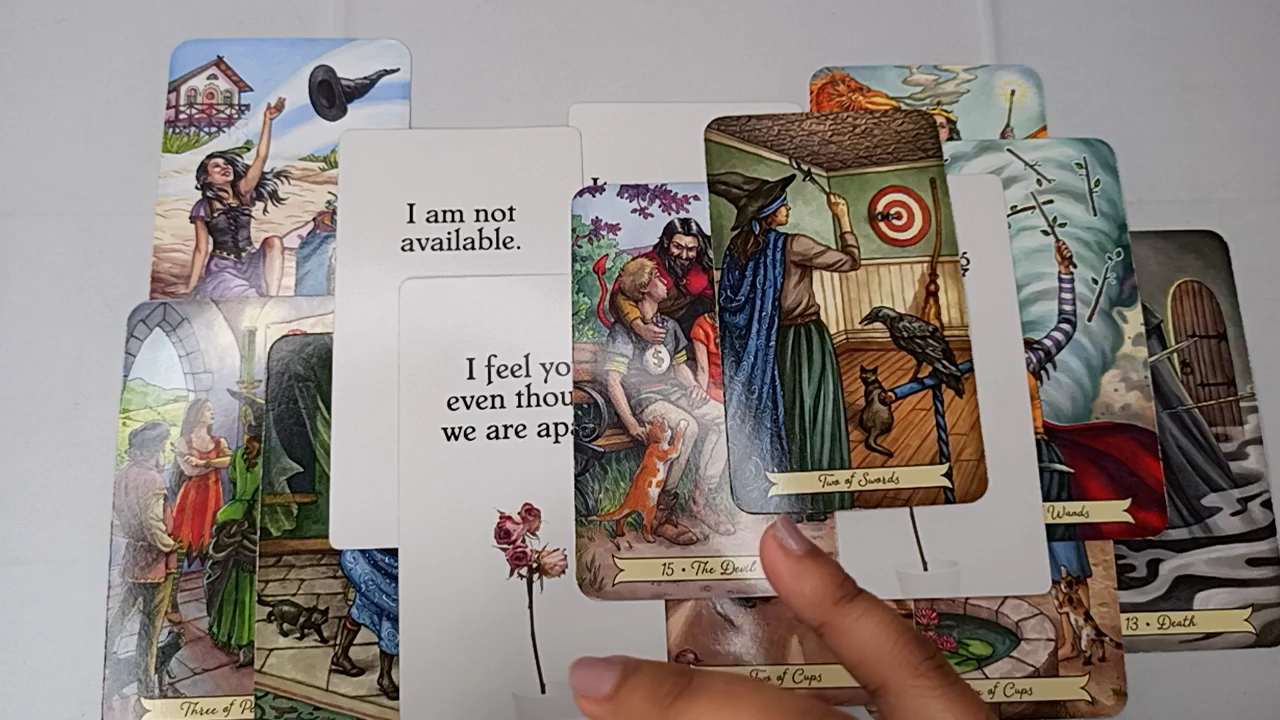 I am not
available.
I feel yo
even thou
we are apa
$
Two of Swords
Wands
15 • The Devil
13 • Death
Two of Cups
of Cups
Three of Pe